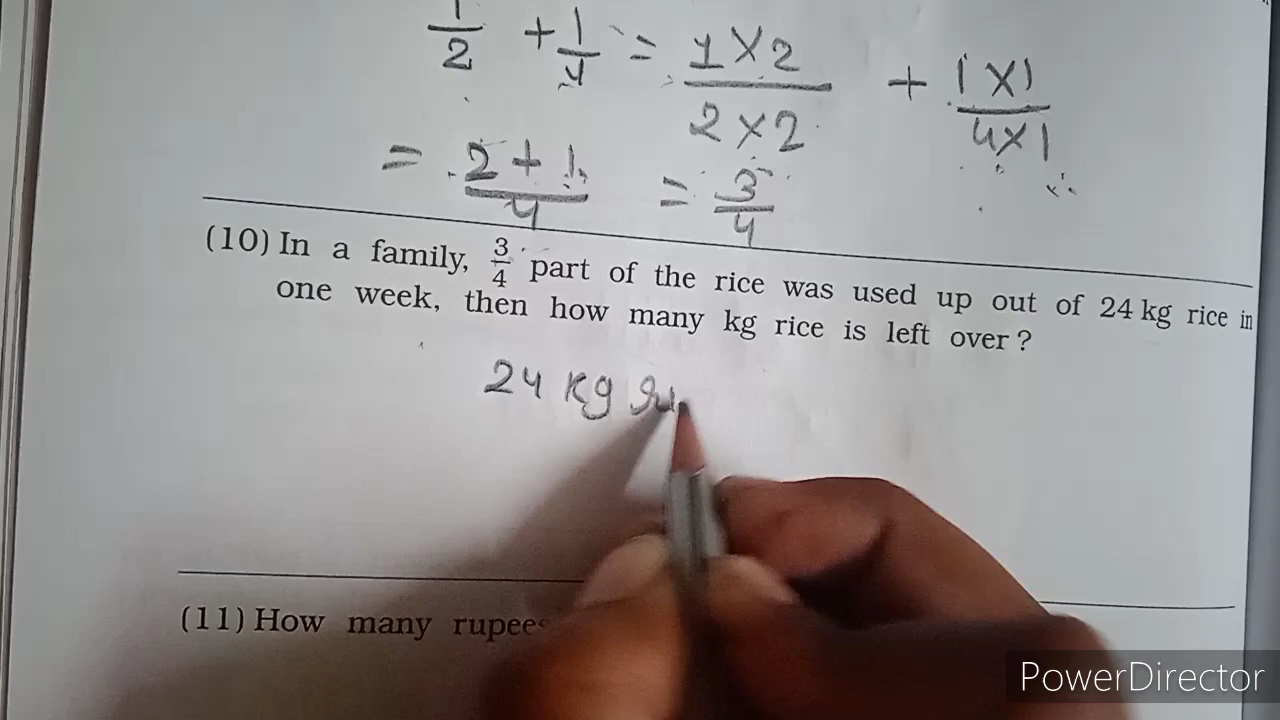 1/2 + 1/4 = 1×2/2×2 + 1×1/4×1
= 2+1/4 = 3/4
(10) In a family, 3/4 part of the rice was used up out of 24 kg rice in
one week, then how many kg rice is left over ?
24 kg
(11) How many rupees
PowerDirector